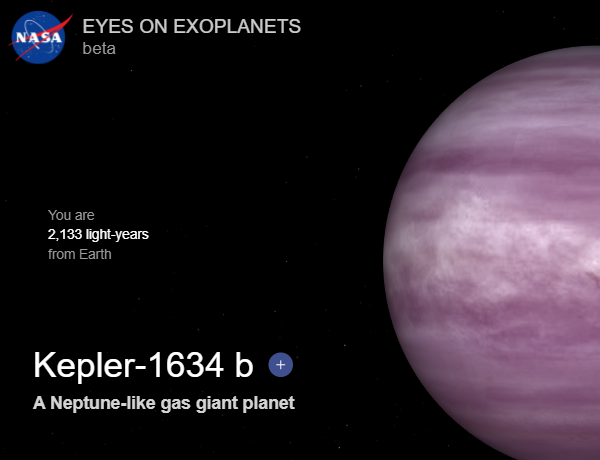 NASA
EYES ON EXOPLANETS
beta
You are
2,133 light-years
from Earth
Kepler-1634 b +
A Neptune-like gas giant planet